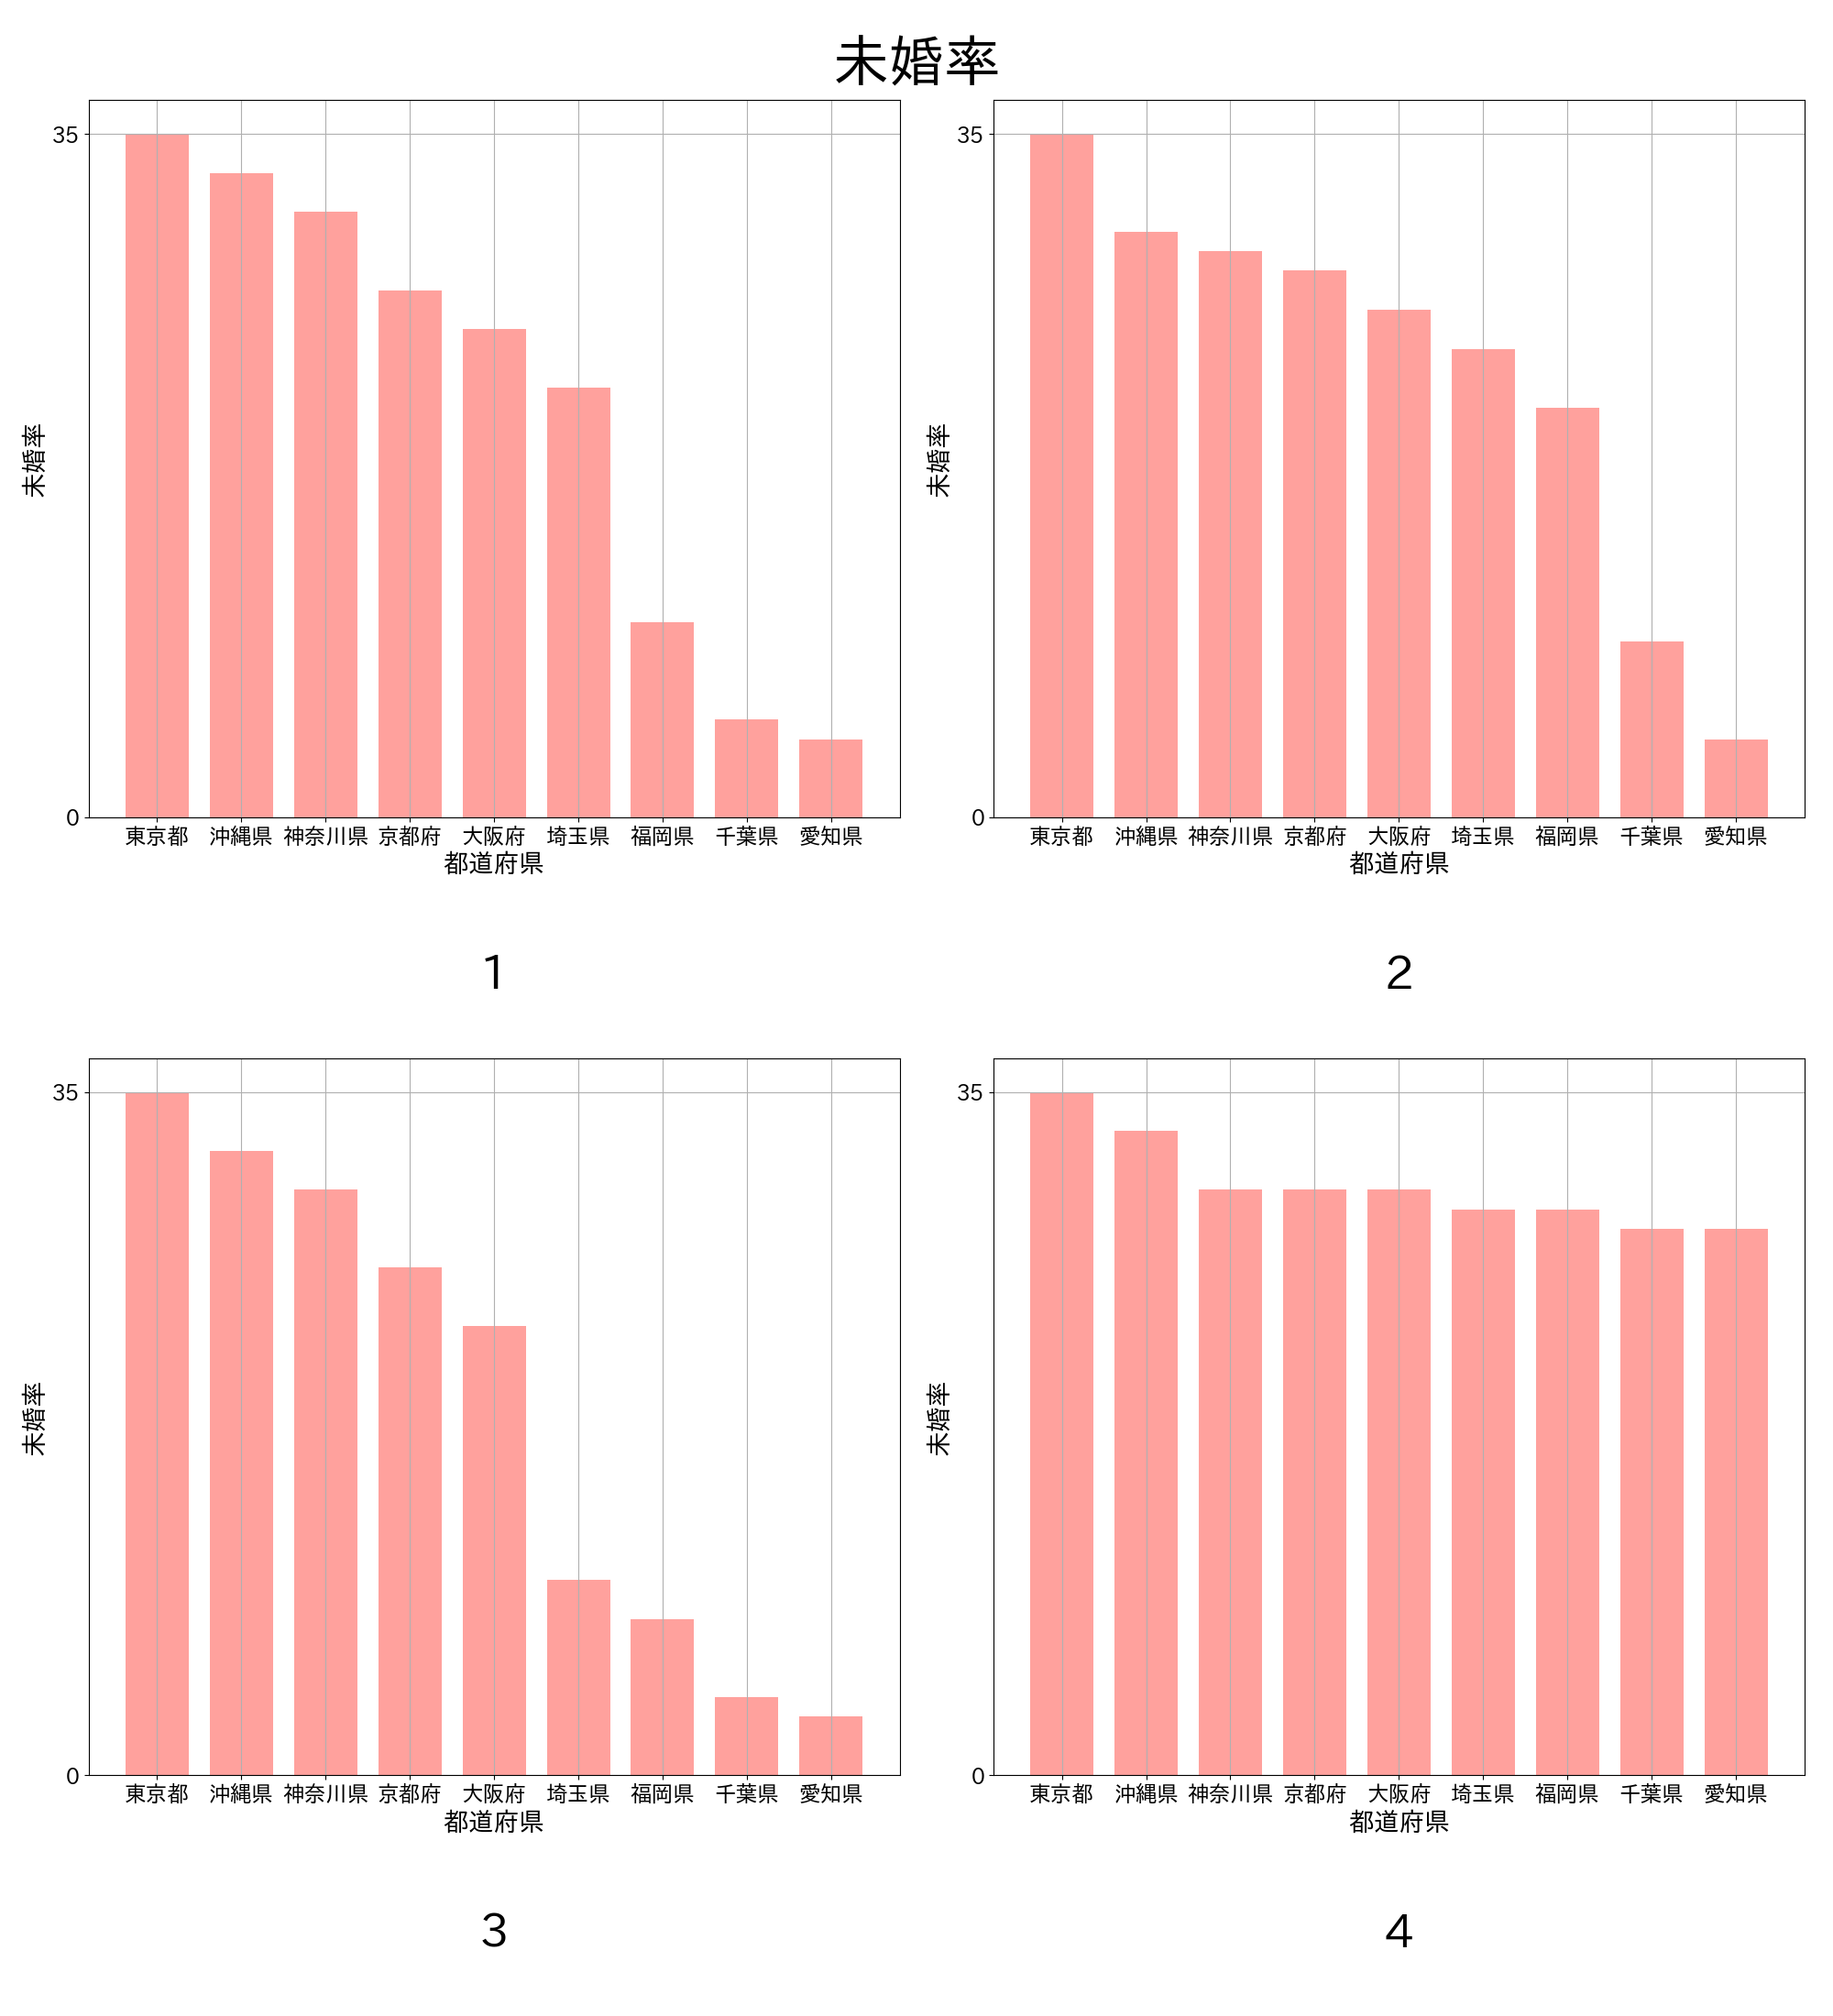 未婚率
35
0
未婚率
東京都 沖縄県 神奈川県 京都府 大阪府 埼玉県 福岡県 千葉県 愛知県
都道府県
1
35
0
未婚率
東京都 沖縄県 神奈川県 京都府 大阪府 埼玉県 福岡県 千葉県 愛知県
都道府県
2
35
0
未婚率
東京都 沖縄県 神奈川県 京都府 大阪府 埼玉県 福岡県 千葉県 愛知県
都道府県
3
35
0
未婚率
東京都 沖縄県 神奈川県 京都府 大阪府 埼玉県 福岡県 千葉県 愛知県
都道府県
4